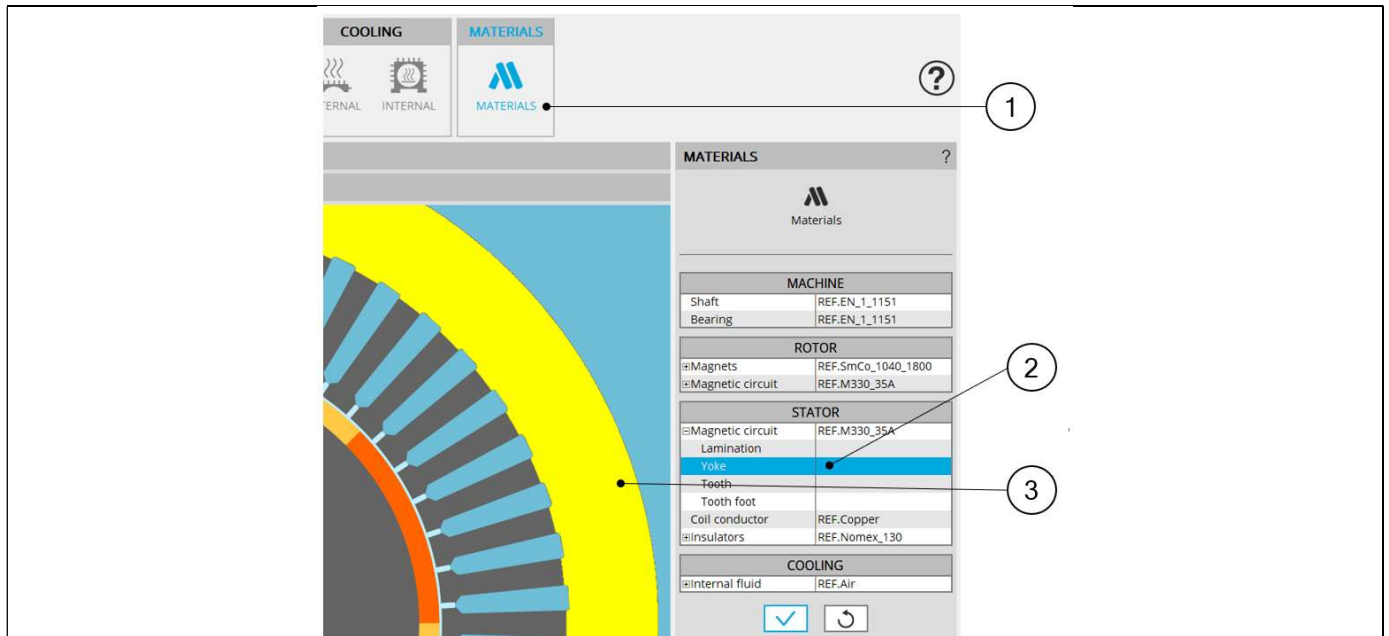 COOLING MATERIALS
TERNAL INTERNAL MATERIALS
?
1
MATERIALS ?
Materials
MACHINE
Shaft REF.EN_1_1151
Bearing REF.EN_1_1151
ROTOR
⊞Magnets REF.SmCo_1040_1800
⊞Magnetic circuit REF.M330_35A
2
STATOR
⊟Magnetic circuit REF.M330_35A
Lamination
Yoke
Tooth
3
Tooth foot
Coil conductor REF.Copper
⊞Insulators REF.Nomex_130
COOLING
⊞Internal fluid REF.Air